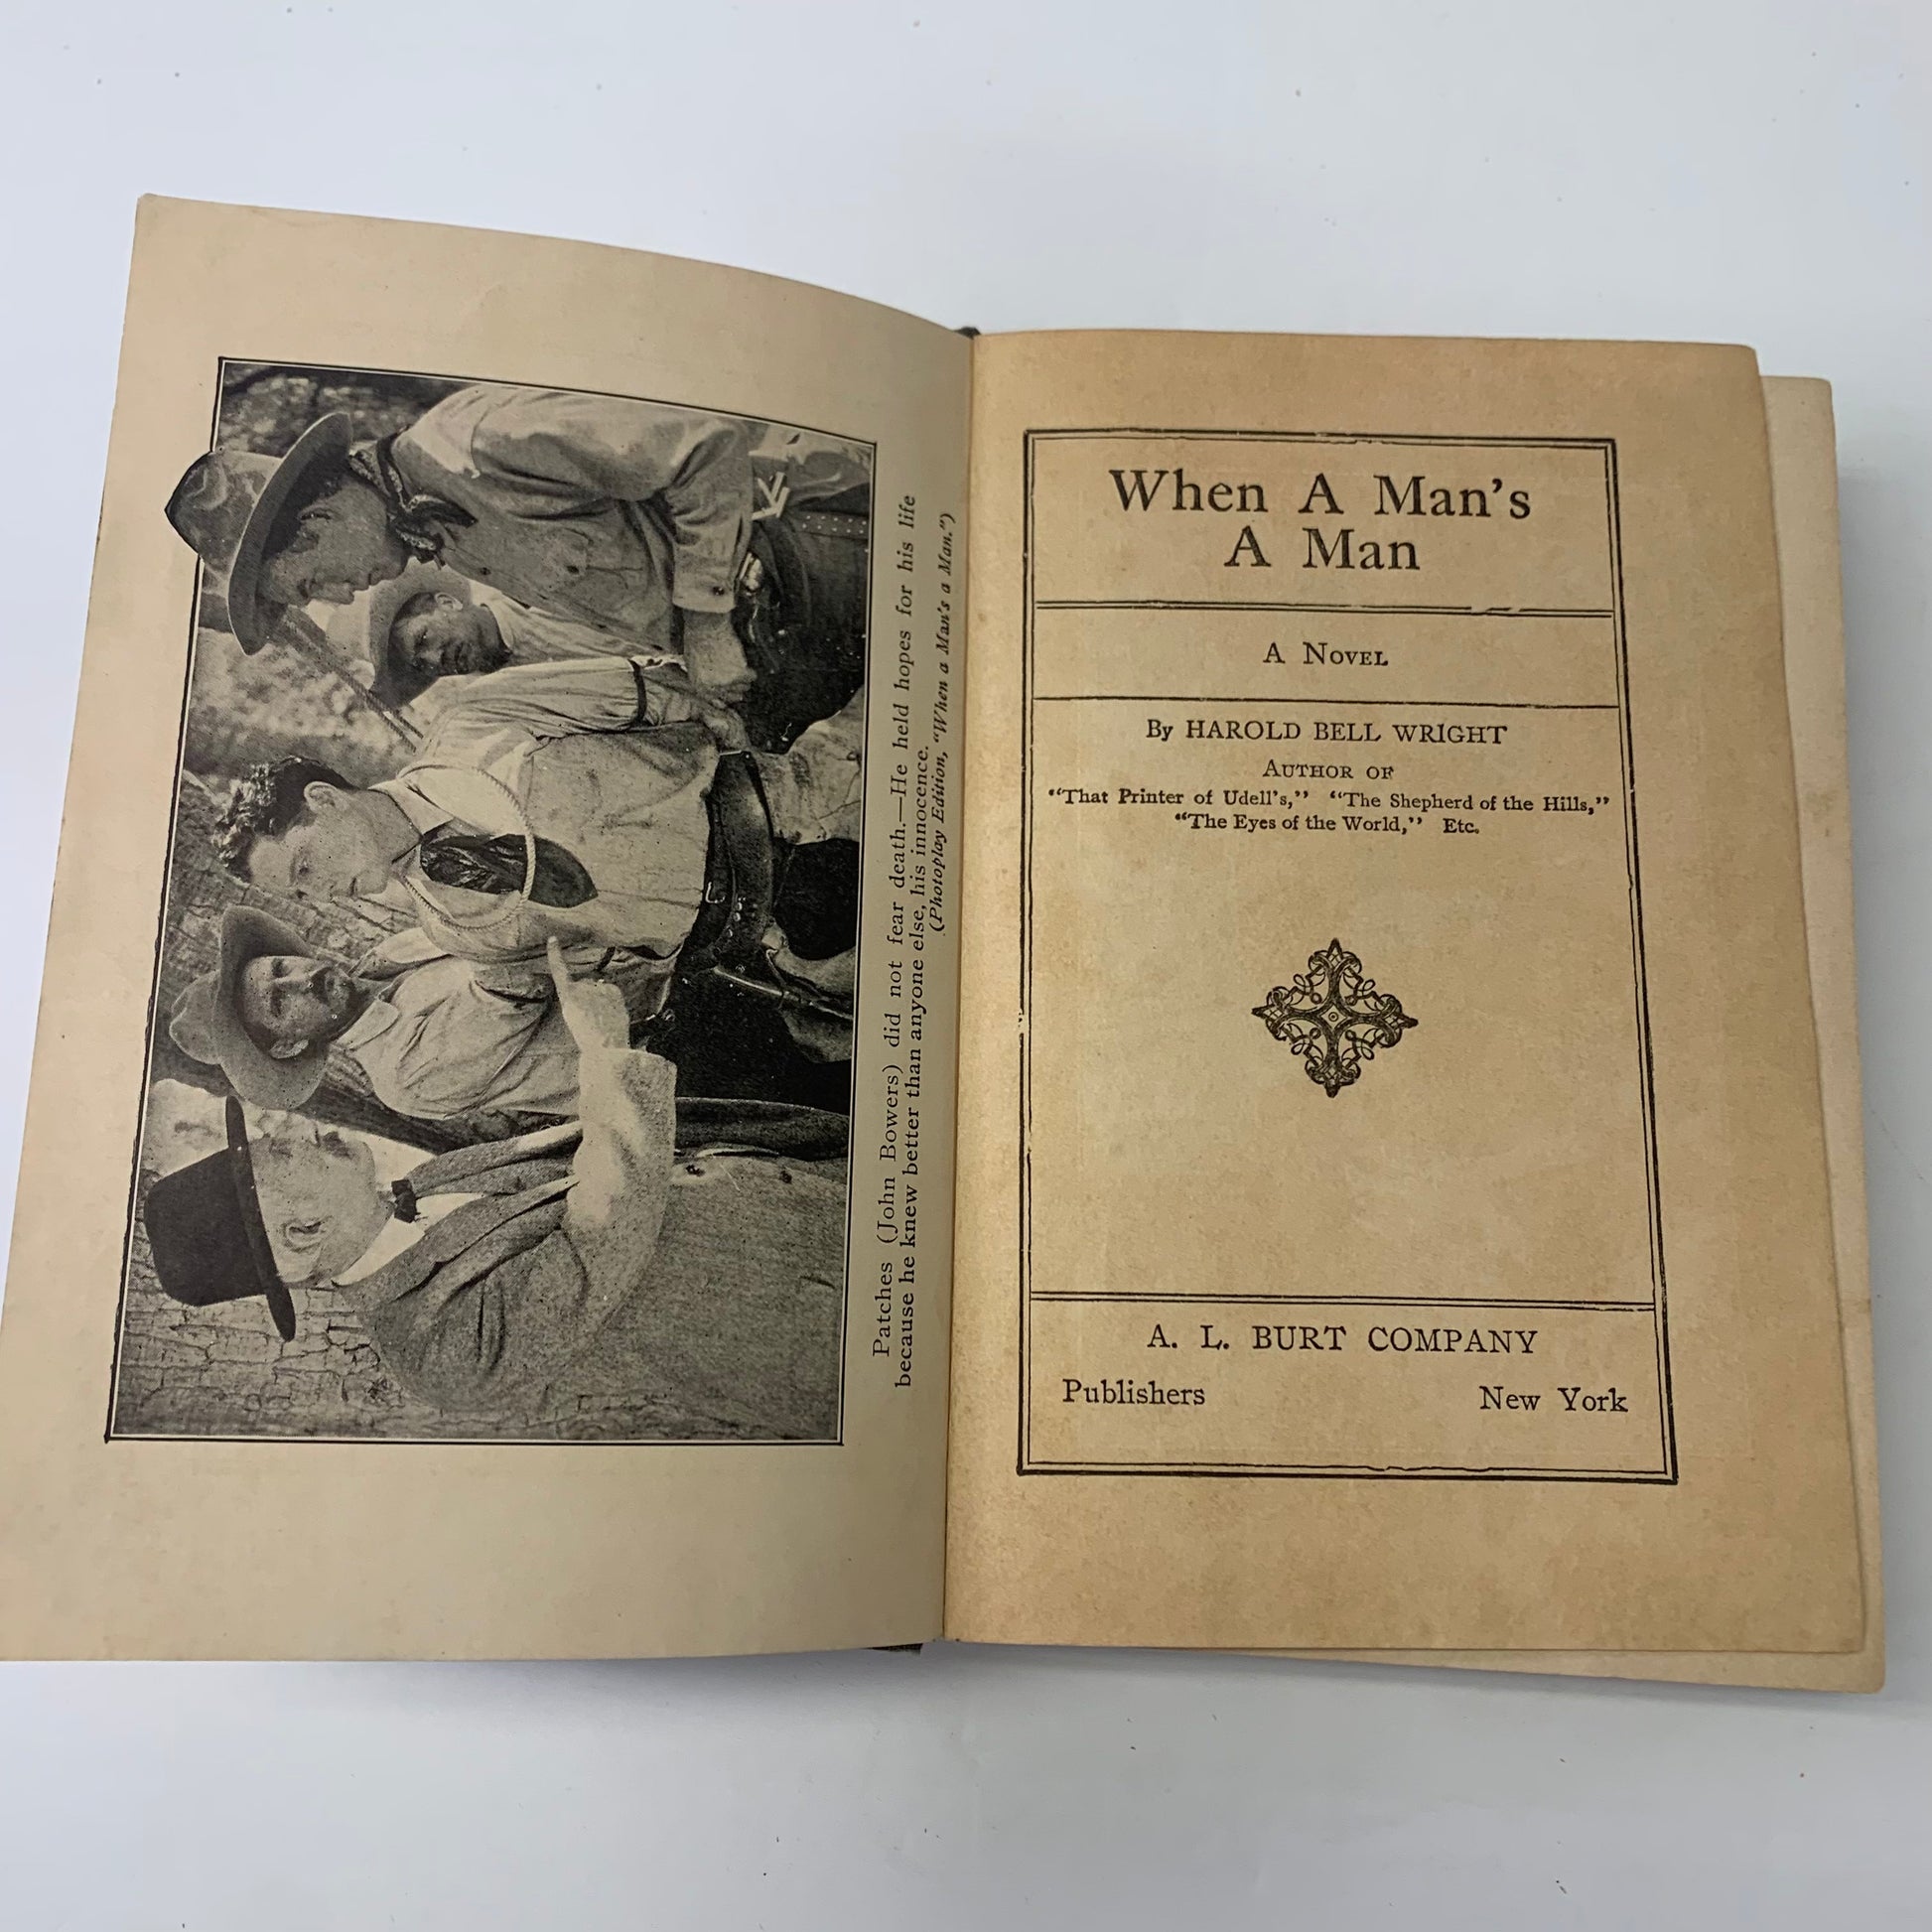 Patches (John Bowers) did not fear death.—He held hopes for his life
because he knew better than anyone else, his innocence.
(Photoplay Edition, "When a Man's a Man.")
When A Man's
A Man
A NOVEL
By HAROLD BELL WRIGHT
AUTHOR OF
"That Printer of Udell's," "The Shepherd of the Hills,"
"The Eyes of the World," Etc.
A. L. BURT COMPANY
Publishers New York